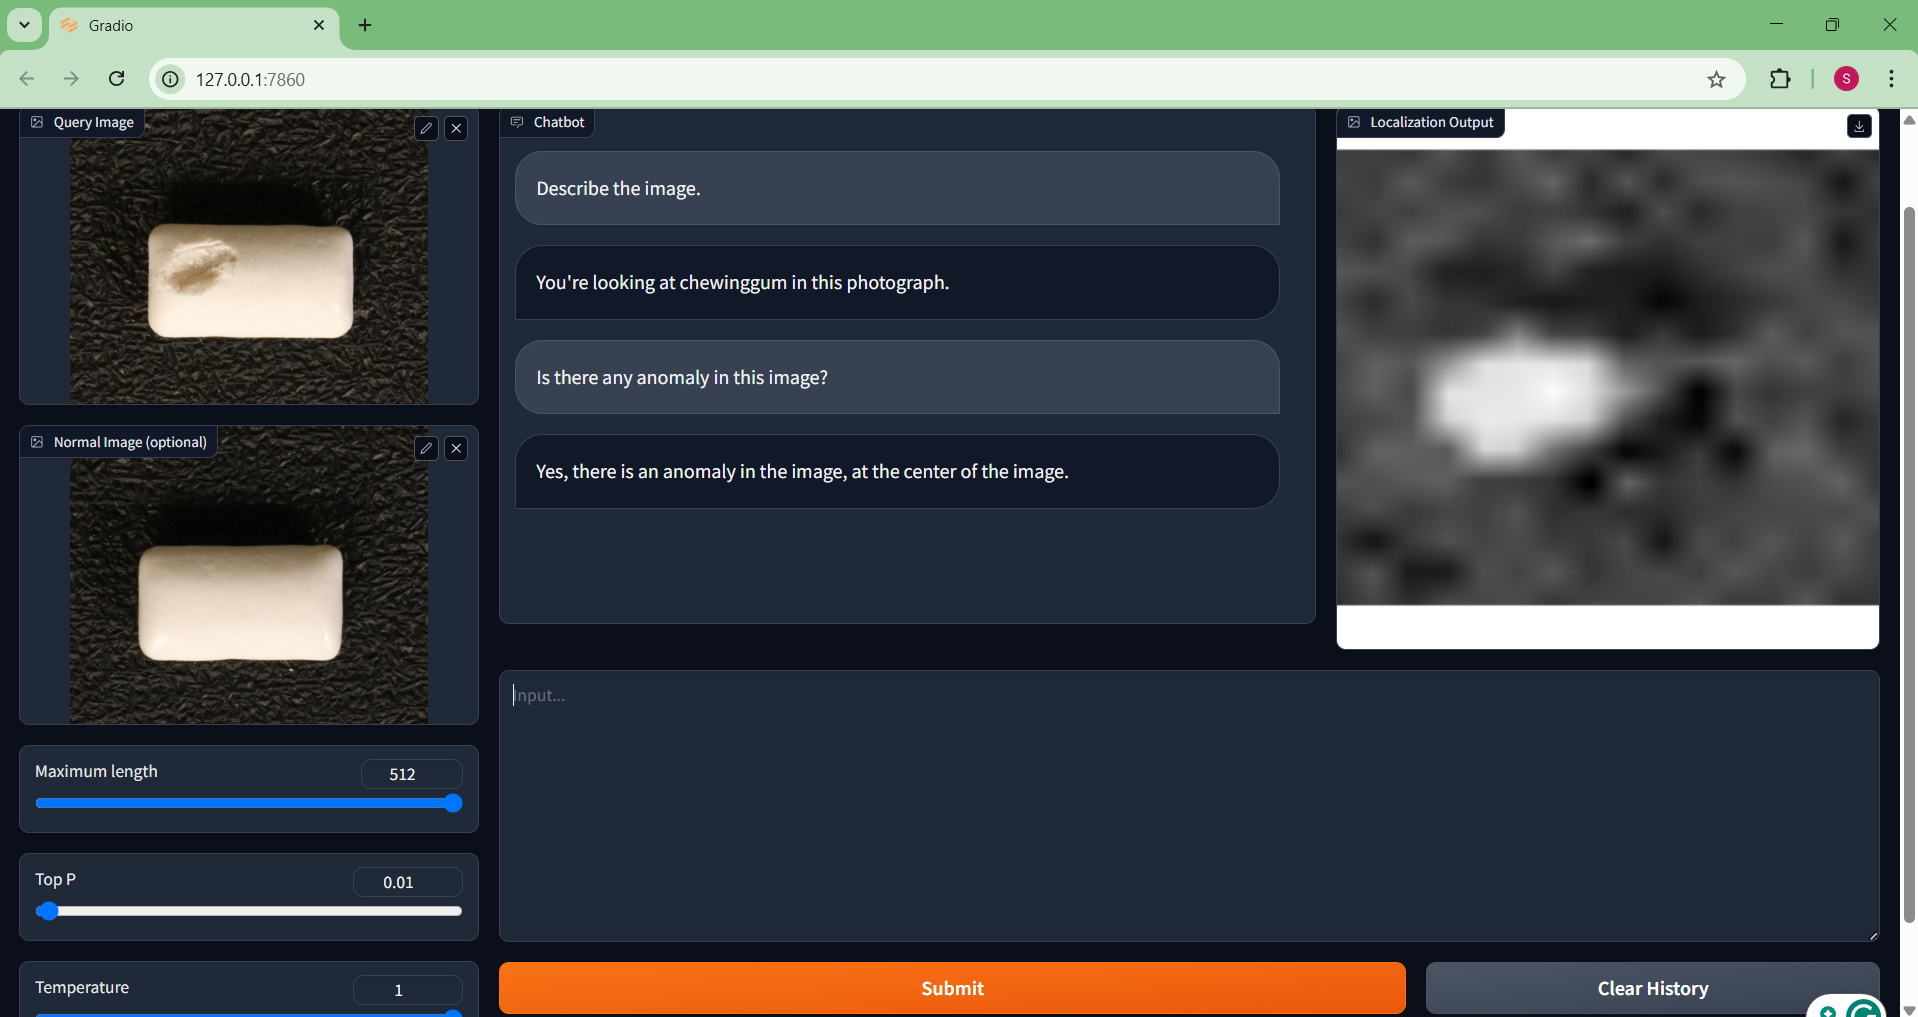 Gradio
127.0.0.1:7860
S
Query Image
Chatbot
Localization Output
Describe the image.
You're looking at chewinggum in this photograph.
Is there any anomaly in this image?
Yes, there is an anomaly in the image, at the center of the image.
Normal Image (optional)
Input...
Maximum length
512
Top P
0.01
Temperature
1
Submit
Clear History